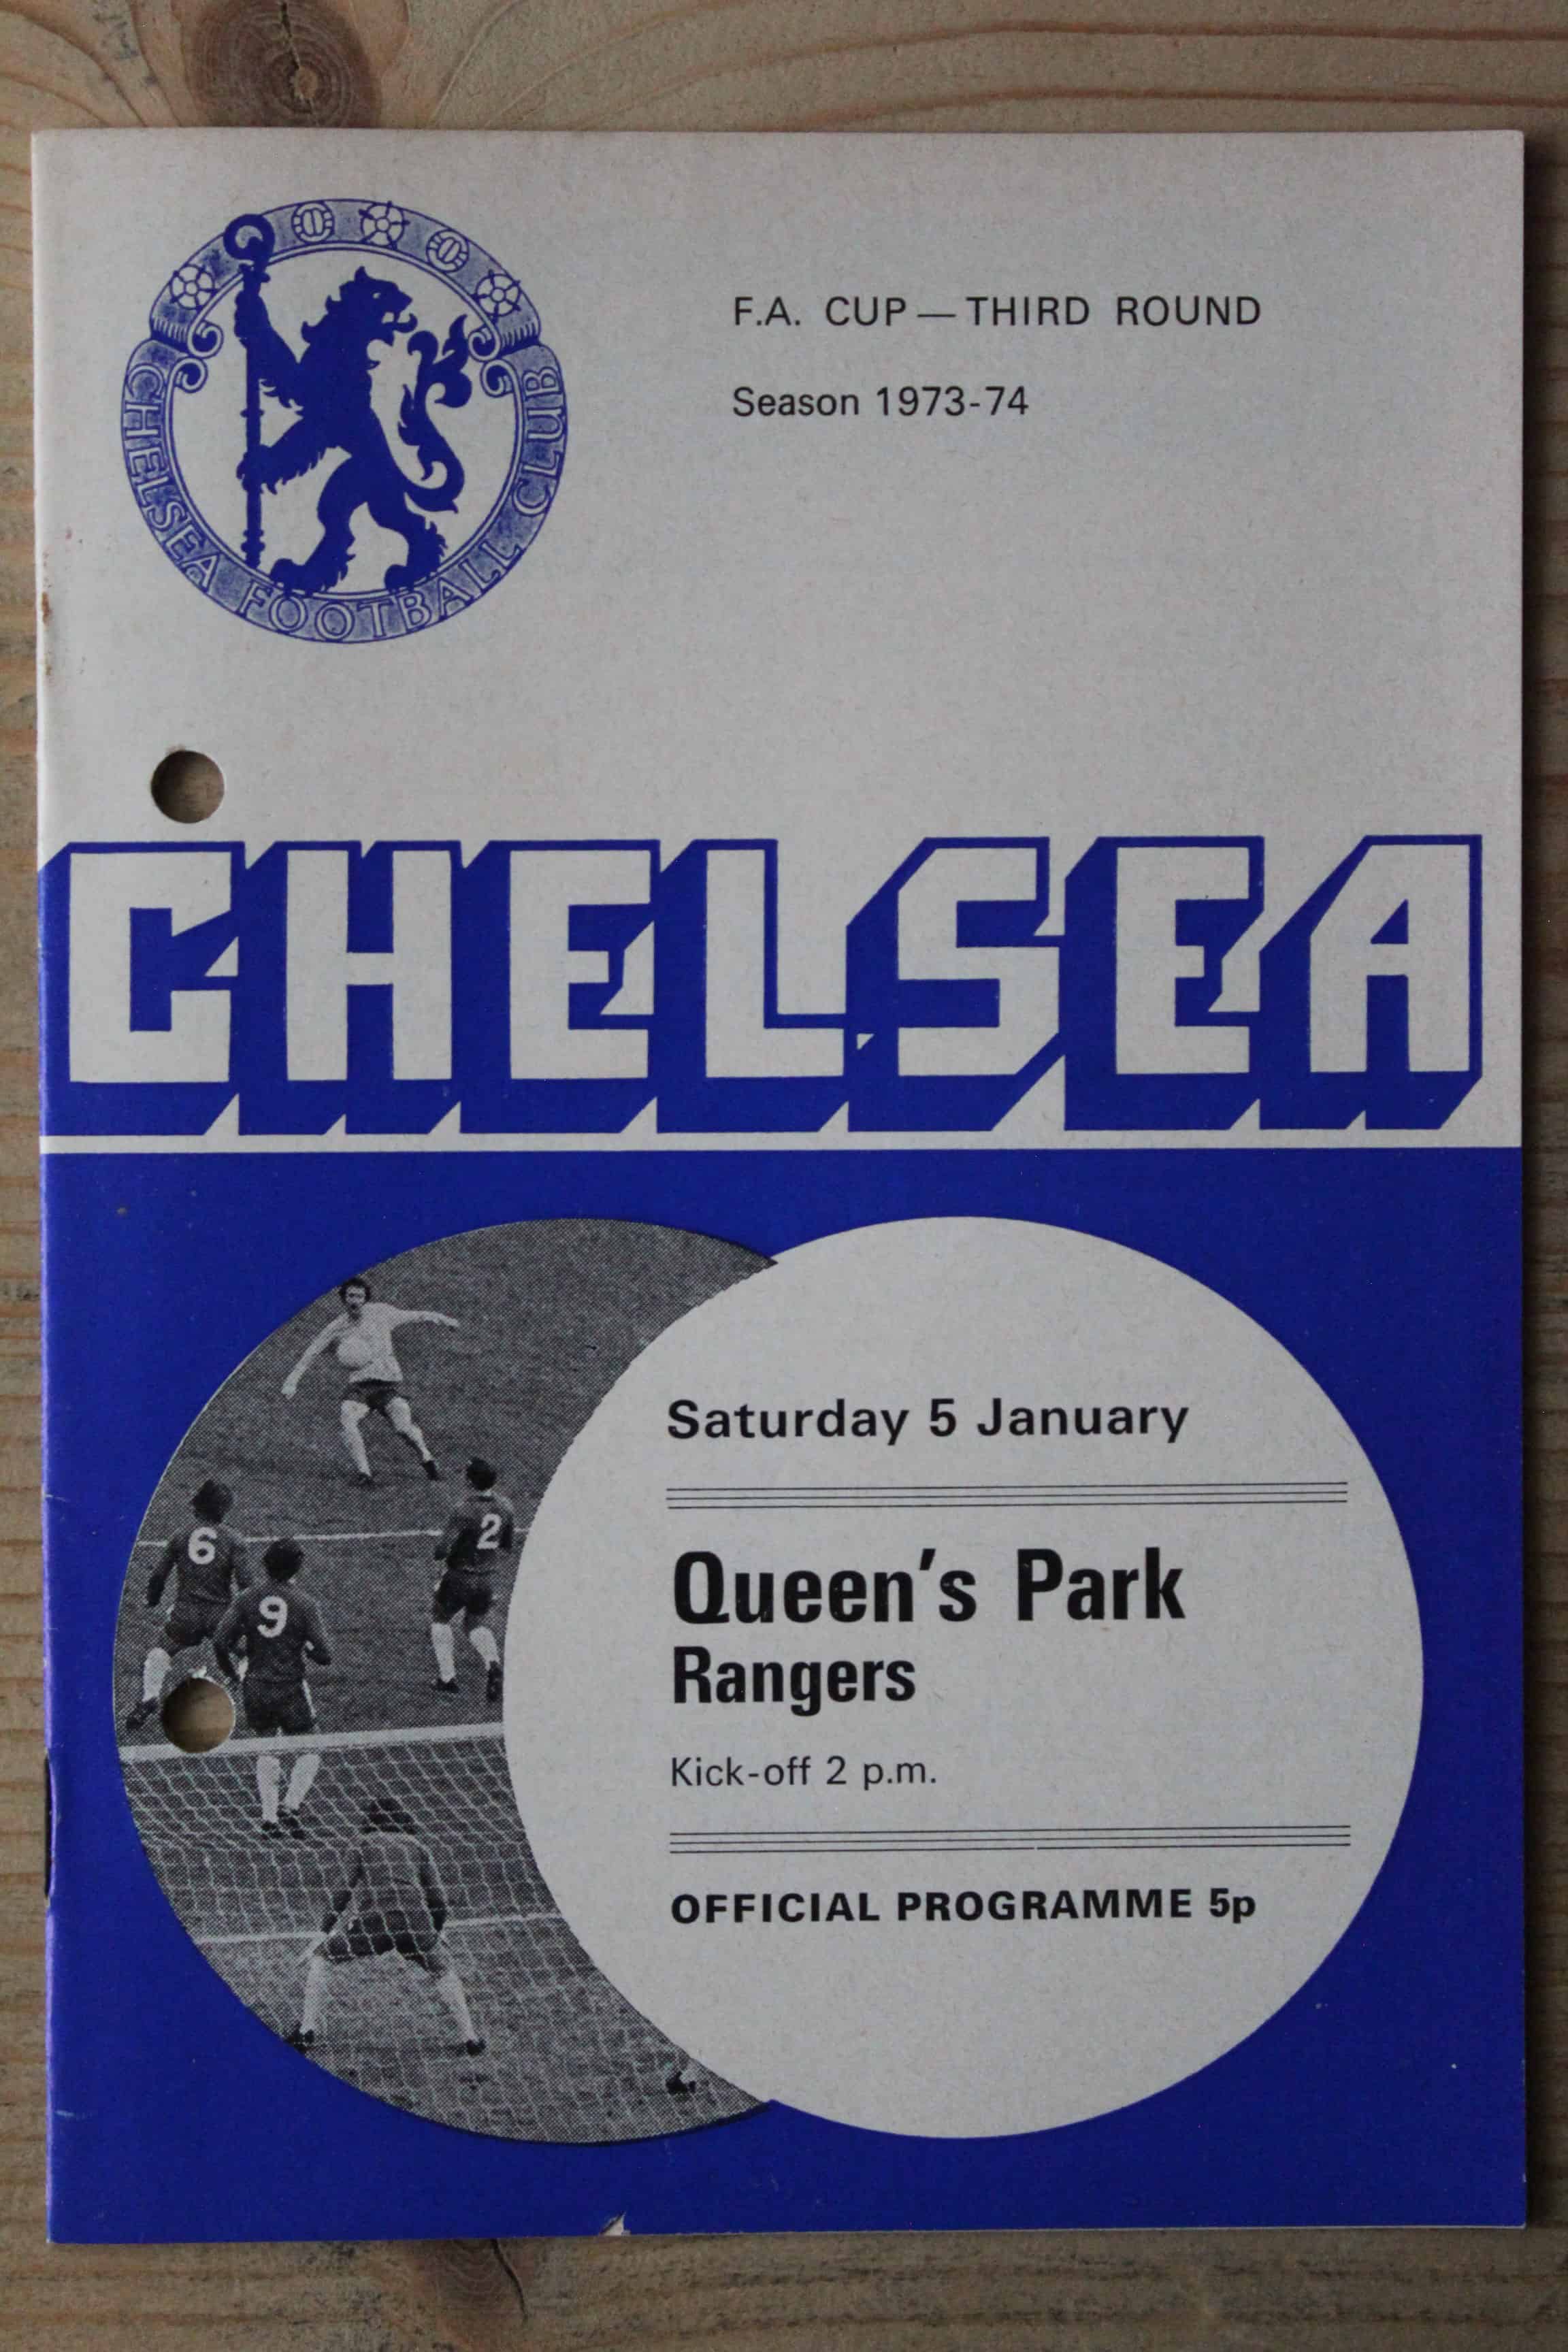 CHELSEA FOOTBALL CLUB
F.A. CUP — THIRD ROUND
Season 1973-74
CHELSEA
Saturday 5 January
Queen's Park
Rangers
Kick-off 2 p.m.
OFFICIAL PROGRAMME 5p
6
2
9